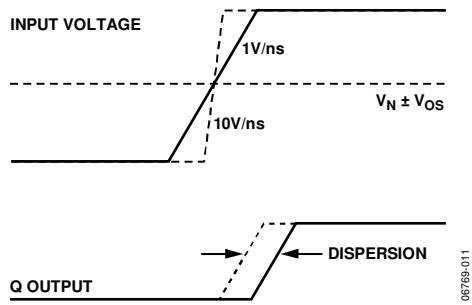 INPUT VOLTAGE
1V/ns
V_N ± V_OS
10V/ns
DISPERSION
Q OUTPUT
06769-011